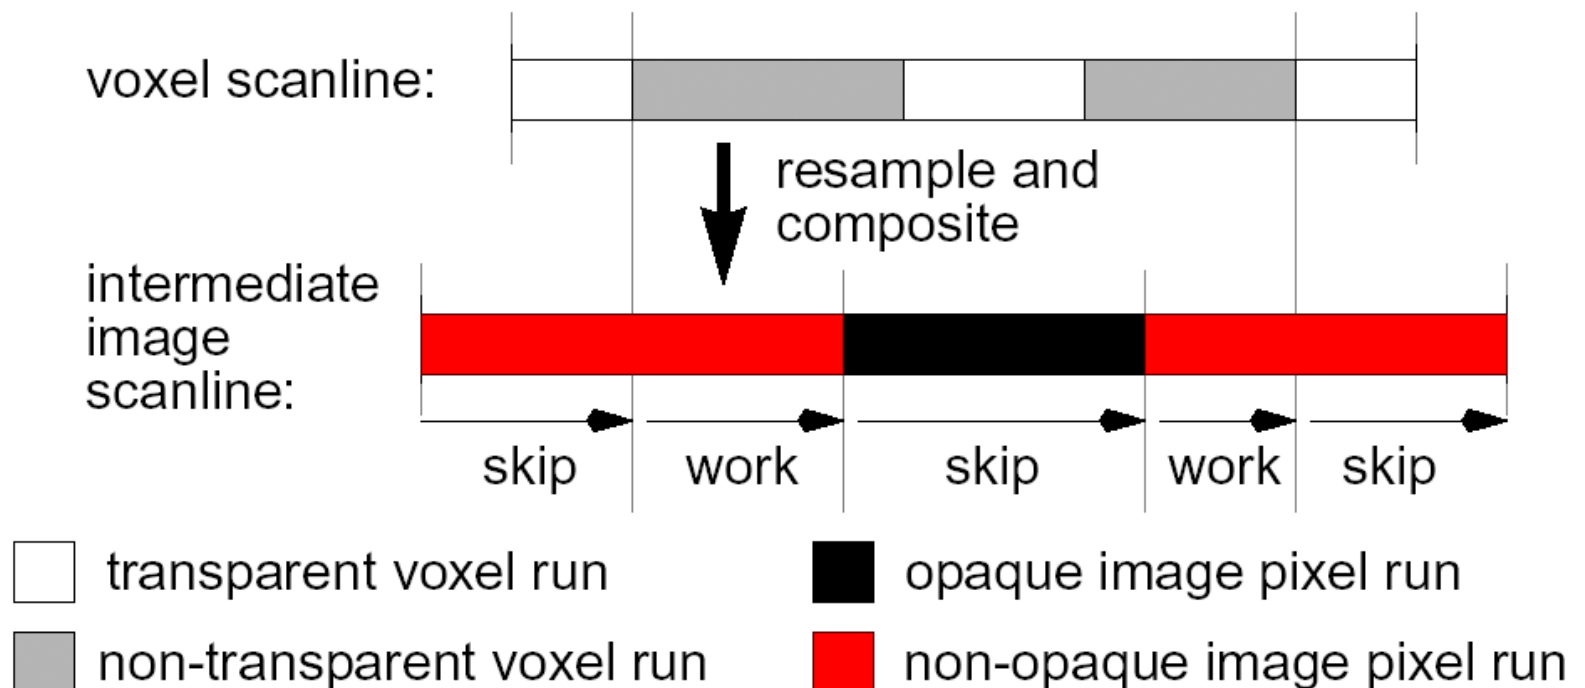 voxel scanline:
resample and
composite
intermediate
image
scanline:
skip
work
skip
work
skip
transparent voxel run
opaque image pixel run
non-transparent voxel run
non-opaque image pixel run